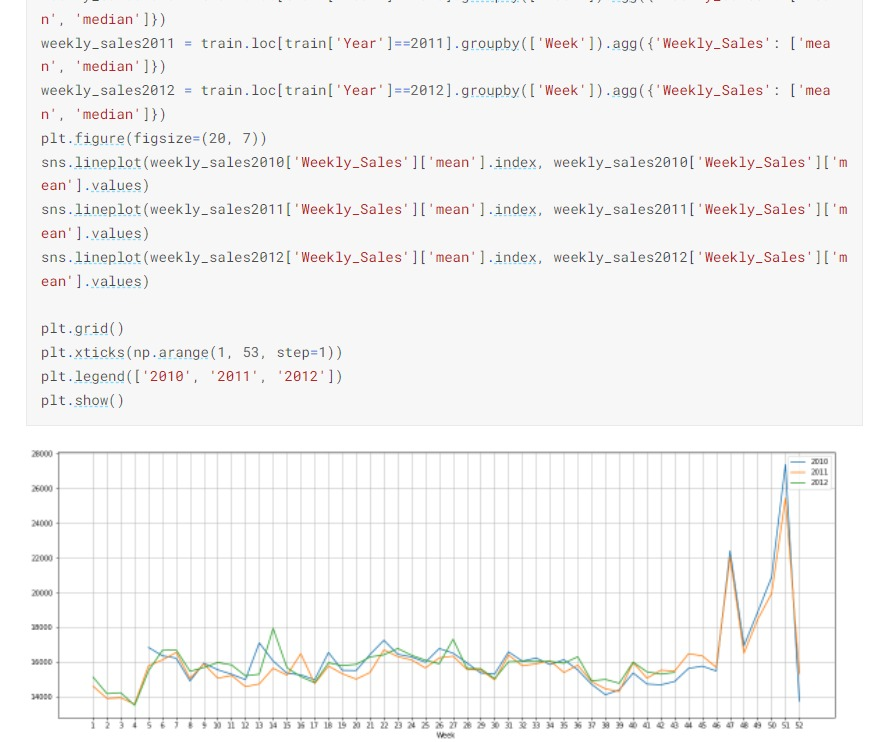 n', 'median']})
weekly_sales2011 = train.loc[train['Year']==2011].groupby(['Week']).agg({'Weekly_Sales': ['mea
n', 'median']})
weekly_sales2012 = train.loc[train['Year']==2012].groupby(['Week']).agg({'Weekly_Sales': ['mea
n', 'median']})
plt.figure(figsize=(20, 7))
sns.lineplot(weekly_sales2010['Weekly_Sales']['mean'].index, weekly_sales2010['Weekly_Sales']['m
ean'].values)
sns.lineplot(weekly_sales2011['Weekly_Sales']['mean'].index, weekly_sales2011['Weekly_Sales']['m
ean'].values)
sns.lineplot(weekly_sales2012['Weekly_Sales']['mean'].index, weekly_sales2012['Weekly_Sales']['m
ean'].values)
plt.grid()
plt.xticks(np.arange(1, 53, step=1))
plt.legend(['2010', '2011', '2012'])
plt.show()
28000
2010
2011
2012
26000
24000
22000
20000
18000
16000
14000
1 2 3 4 5 6 7 8 9 10 11 12 13 14 15 16 17 18 19 20 21 22 23 24 25 26 27 28 29 30 31 32 33 34 35 36 37 38 39 40 41 42 43 44 45 46 47 48 49 50 51 52
Week